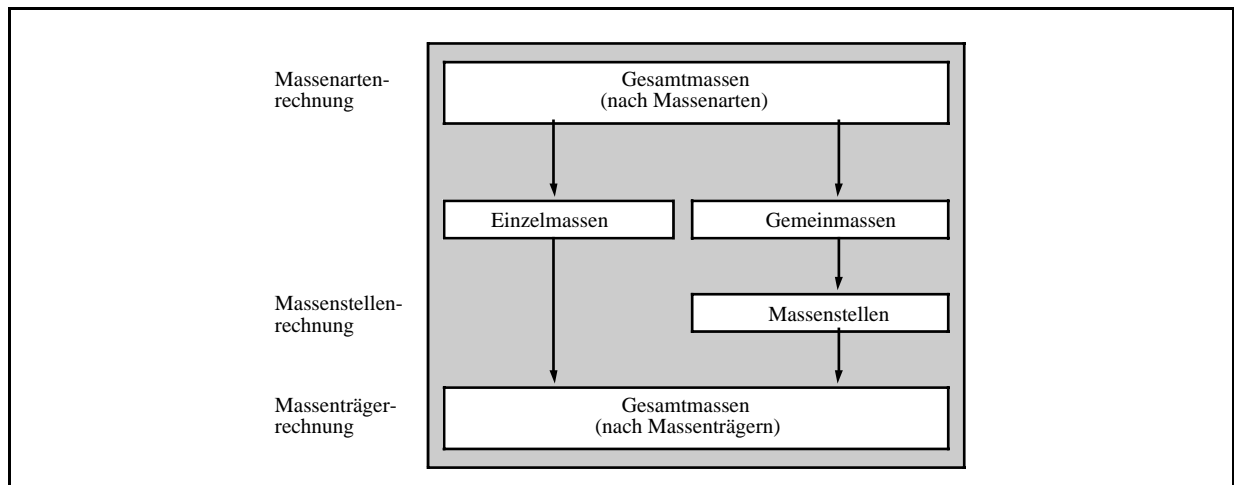 Massenarten-
rechnung
Gesamtmassen
(nach Massenarten)
Einzelmassen
Gemeinmassen
Massenstellen-
rechnung
Massenstellen
Massenträger-
rechnung
Gesamtmassen
(nach Massenträgern)